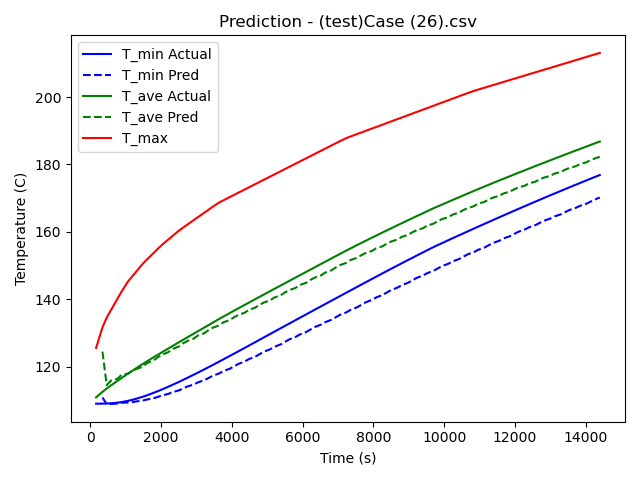 Prediction - (test)Case (26).csv
T_min Actual
T_min Pred
T_ave Actual
T_ave Pred
T_max
Temperature (C)
200
180
160
140
120
0 2000 4000 6000 8000 10000 12000 14000
Time (s)